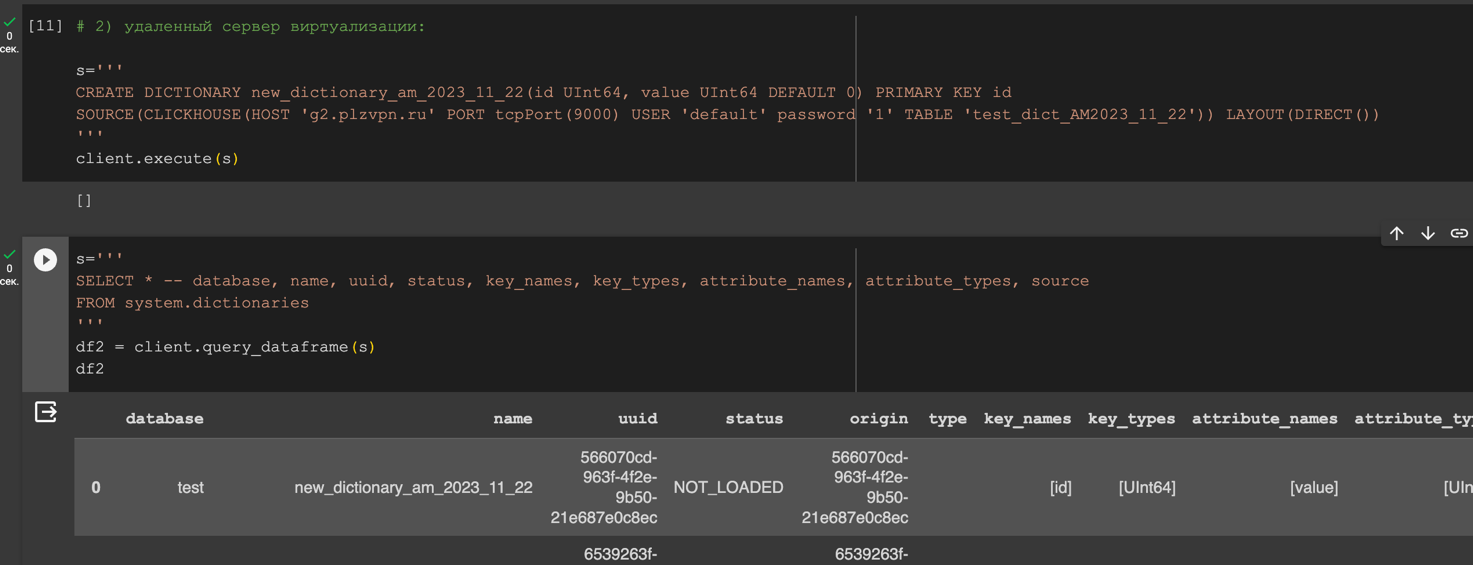 [11] # 2) удаленный сервер виртуализации:
0
сек.
s='''
CREATE DICTIONARY new_dictionary_am_2023_11_22(id UInt64, value UInt64 DEFAULT 0) PRIMARY KEY id
SOURCE(CLICKHOUSE(HOST 'g2.plzvpn.ru' PORT tcpPort(9000) USER 'default' password '1' TABLE 'test_dict_AM2023_11_22')) LAYOUT(DIRECT())
'''
client.execute(s)
[]
0
сек.
s='''
SELECT * -- database, name, uuid, status, key_names, key_types, attribute_names, attribute_types, source
FROM system.dictionaries
'''
df2 = client.query_dataframe(s)
df2
database name uuid status origin type key_names key_types attribute_names attribute_typ
566070cd- 566070cd-
963f-4f2e- 963f-4f2e-
0 test new_dictionary_am_2023_11_22 NOT_LOADED [id] [UInt64] [value] [UIn
9b50- 9b50-
21e687e0c8ec 21e687e0c8ec
6539263f- 6539263f-